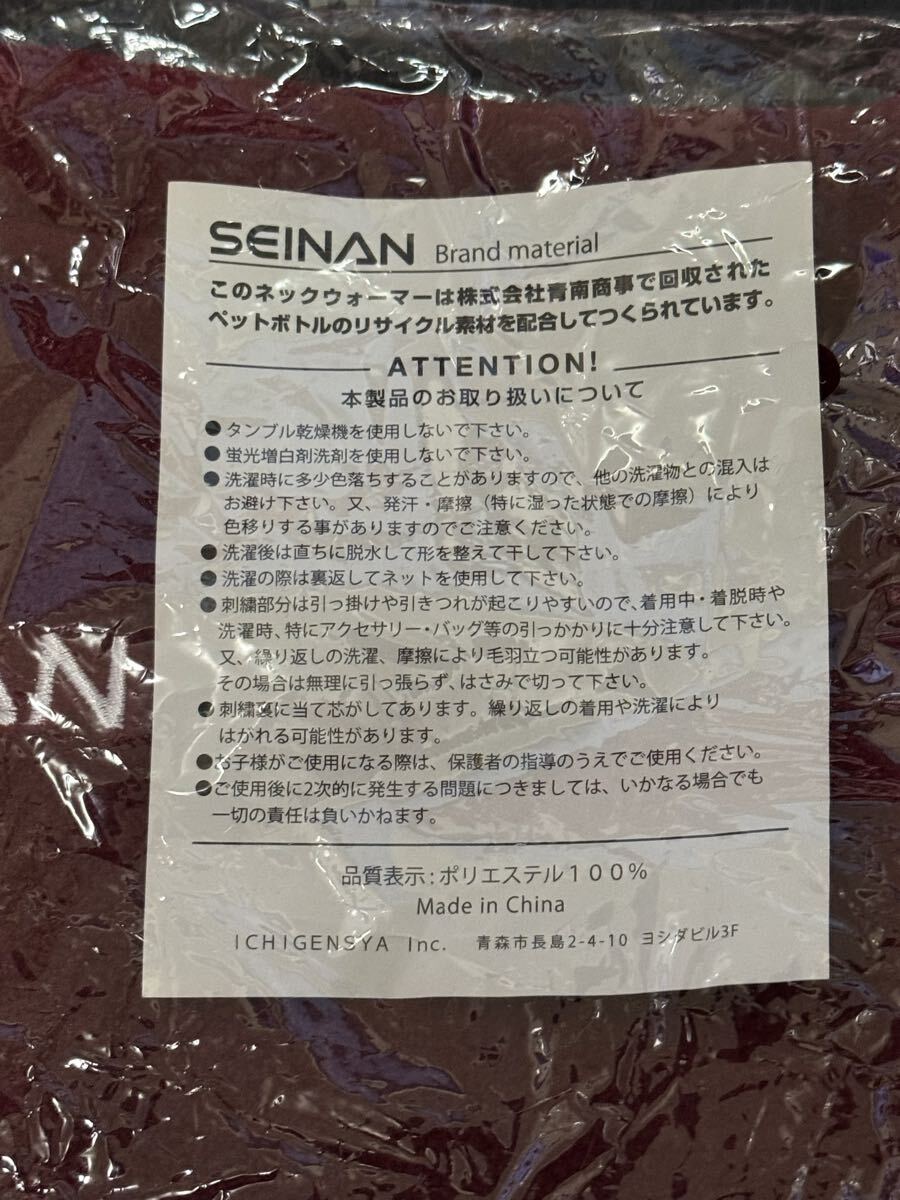 SEINAN Brand material
このネックウォーマーは株式会社青南商事で回収された
ペットボトルのリサイクル素材を配合してつくられています。
ATTENTION!
本製品のお取り扱いについて
●タンブル乾燥機を使用しないで下さい。
●蛍光増白剤洗剤を使用しないで下さい。
●洗濯時に多少色落ちすることがありますので、他の洗濯物との混入は
お避け下さい。又、発汗・摩擦（特に湿った状態での摩擦）により
色移りする事がありますのでご注意ください。
●洗濯後は直ちに脱水して形を整えて干して下さい。
●洗濯の際は裏返してネットを使用して下さい。
●刺繍部分は引っ掛けや引きつれが起こりやすいので、着用中・着脱時や
洗濯時、特にアクセサリー・バッグ等の引っかかりに十分注意して下さい。
又、繰り返しの洗濯、摩擦により毛羽立つ可能性があります。
その場合は無理に引っ張らず、はさみで切って下さい。
●刺繍裏に当て芯がしてあります。繰り返しの着用や洗濯により
はがれる可能性があります。
●お子様がご使用になる際は、保護者の指導のうえでご使用ください。
●ご使用後に2次的に発生する問題につきましては、いかなる場合でも
一切の責任は負いかねます。
品質表示：ポリエステル１００％
Made in China
ICHIGENSYA Inc. 青森市長島2-4-10 ヨシダビル3F
AN